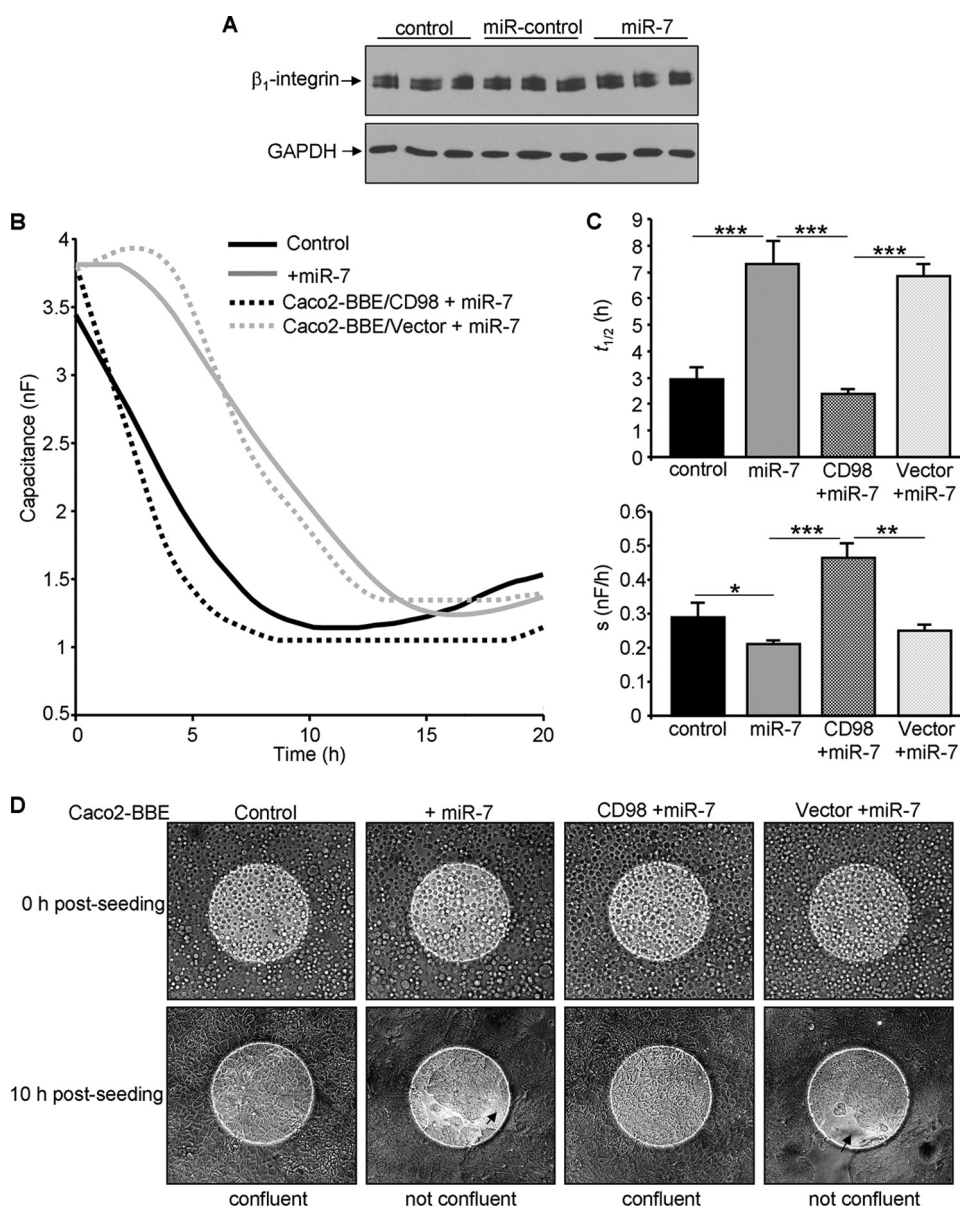 A
control miR-control miR-7
β1-integrin
GAPDH
B
Capacitance (nF)
4
3.5
3
2.5
2
1.5
1
0.5
0 5 10 15 20
Time (h)
Control
+miR-7
Caco2-BBE/CD98 + miR-7
Caco2-BBE/Vector + miR-7
C
t1/2 (h)
9
8
7
6
5
4
3
2
1
0
*** *** ***
control miR-7 CD98 Vector
+miR-7 +miR-7
s (nF/h)
0.6
0.5
0.4
0.3
0.2
0.1
0
* *** **
control miR-7 CD98 Vector
+miR-7 +miR-7
D
Caco2-BBE Control + miR-7 CD98 +miR-7 Vector +miR-7
0 h post-seeding
10 h post-seeding
confluent not confluent confluent not confluent